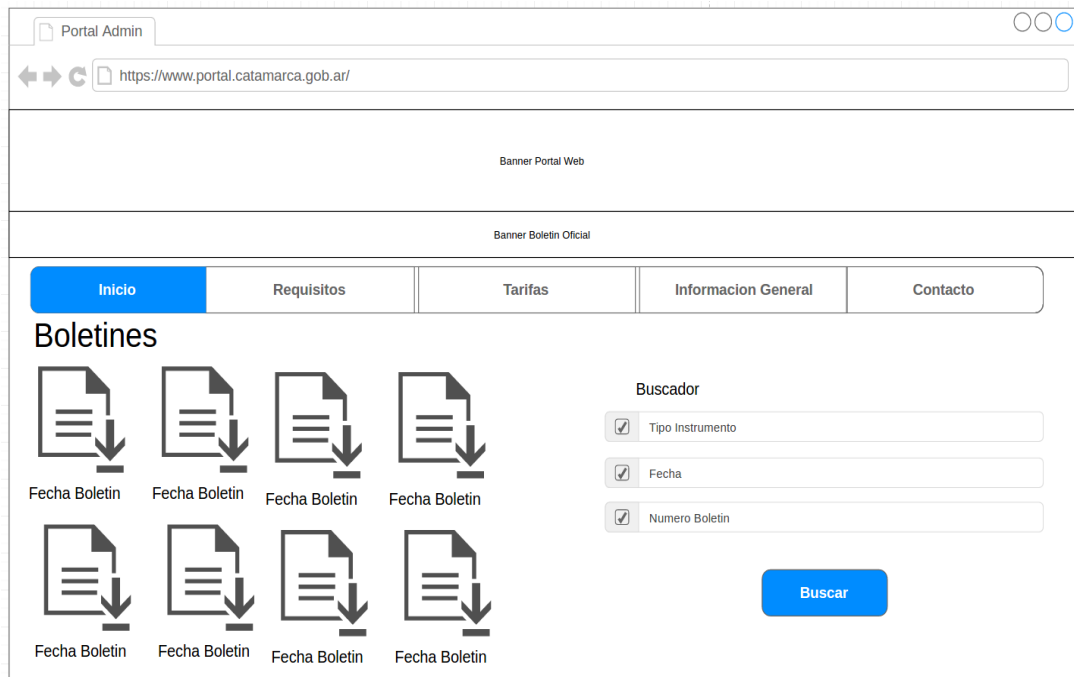 Portal Admin
https://www.portal.catamarca.gob.ar/
Banner Portal Web
Banner Boletin Oficial
Inicio
Requisitos
Tarifas
Informacion General
Contacto
Boletines
Fecha Boletin
Fecha Boletin
Fecha Boletin
Fecha Boletin
Fecha Boletin
Fecha Boletin
Fecha Boletin
Fecha Boletin
Buscador
Tipo Instrumento
Fecha
Numero Boletin
Buscar